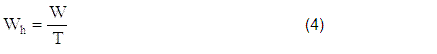 W_h = W/T (4)